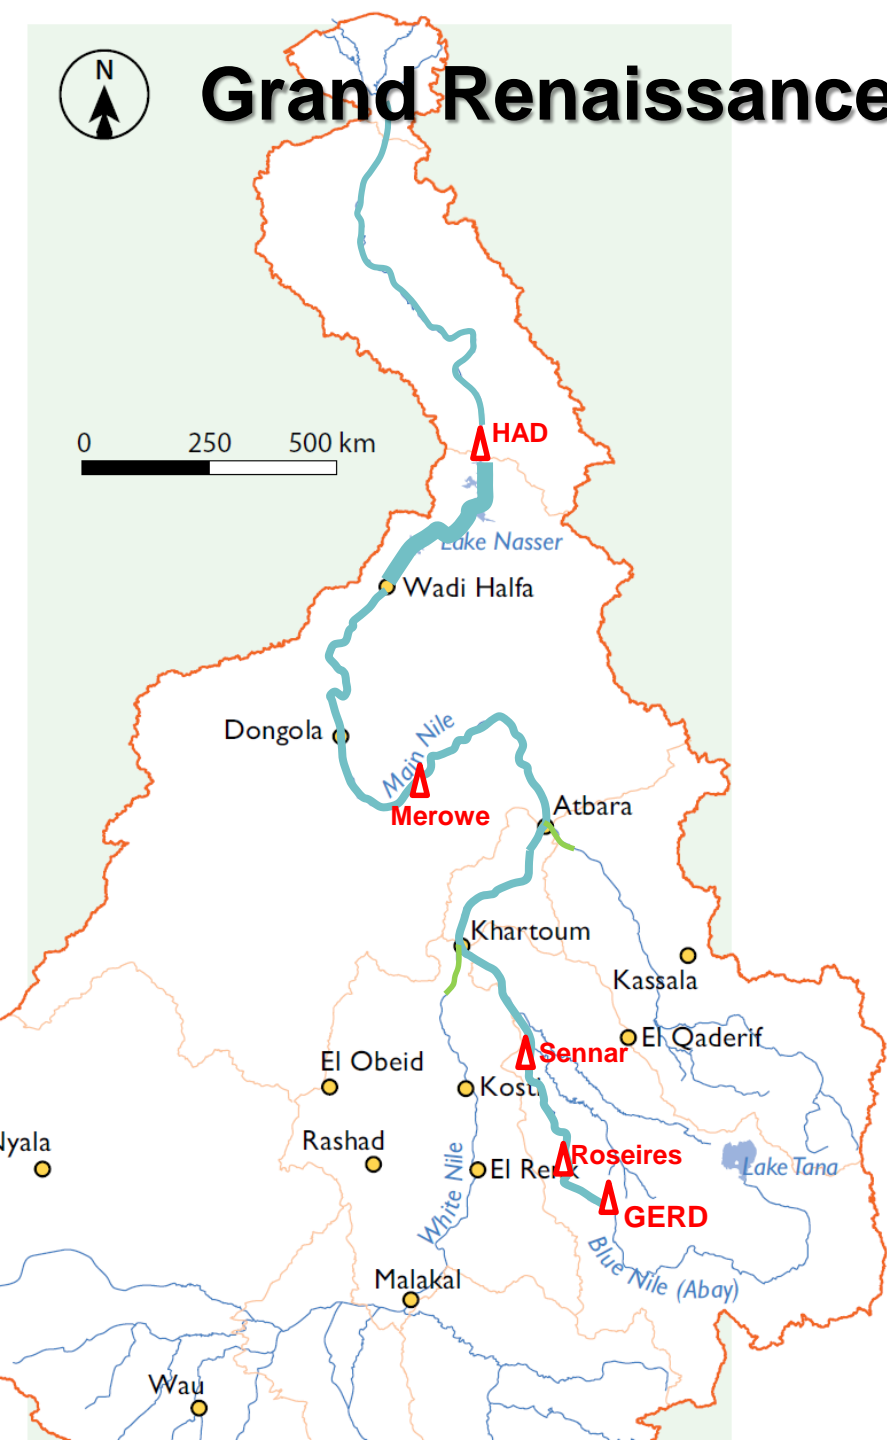 N
Grand Renaissance
HAD
0 250 500 km
Lake Nasser
Wadi Halfa
Dongola
Main Nile
Merowe
Atbara
Khartoum
Kassala
El Qaderif
Sennar
El Obeid
Kosti
Rashad
Nyala
Roseires
Lake Tana
El Renk
White Nile
GERD
Blue Nile (Abay)
Malakal
Wau